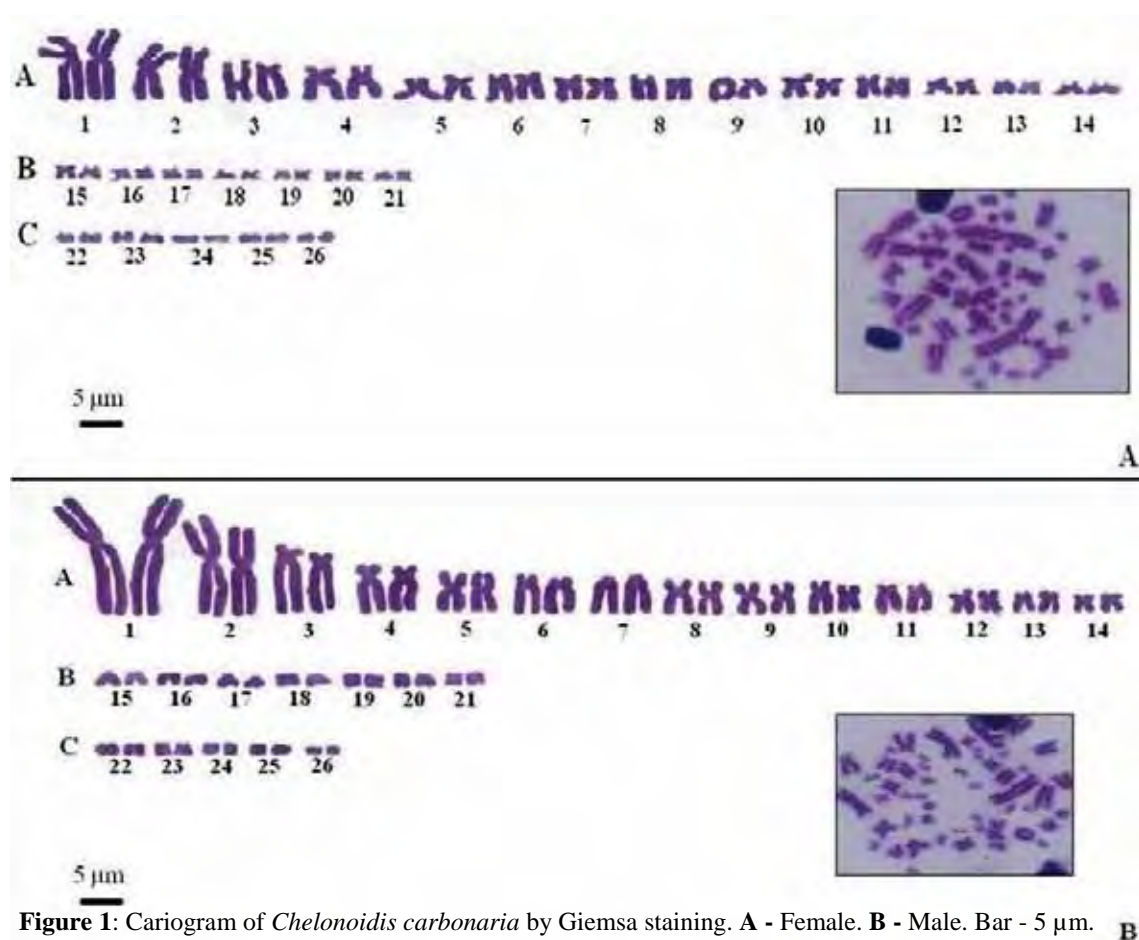 A
1 2 3 4 5 6 7 8 9 10 11 12 13 14
B
15 16 17 18 19 20 21
C
22 23 24 25 26
5 µm
A
A
1 2 3 4 5 6 7 8 9 10 11 12 13 14
B
15 16 17 18 19 20 21
C
22 23 24 25 26
5 µm
Figure 1: Cariogram of Chelonoidis carbonaria by Giemsa staining. A - Female. B - Male. Bar - 5 µm.
B